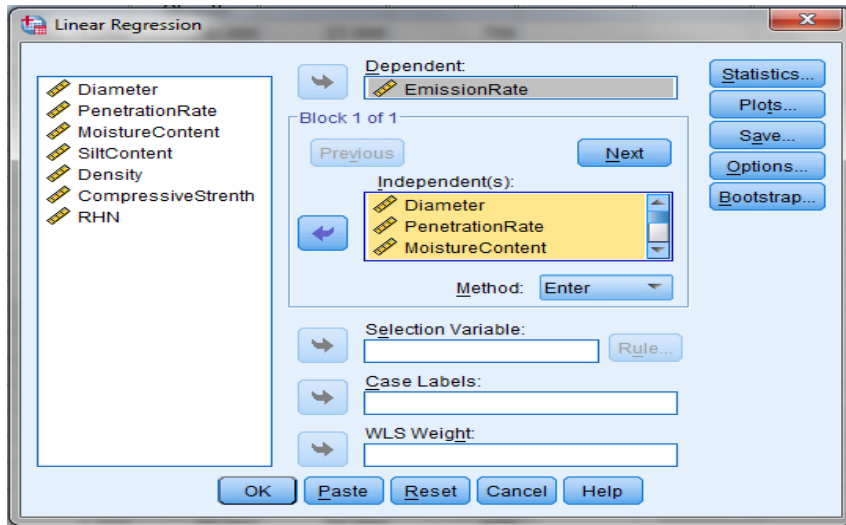 Linear Regression
Diameter
PenetrationRate
MoistureContent
SiltContent
Density
CompressiveStrenth
RHN
Dependent:
EmissionRate
Block 1 of 1
Previous
Next
Independent(s):
Diameter
PenetrationRate
MoistureContent
Method: Enter
Selection Variable:
Rule...
Case Labels:
WLS Weight:
Statistics...
Plots...
Save...
Options...
Bootstrap...
OK Paste Reset Cancel Help